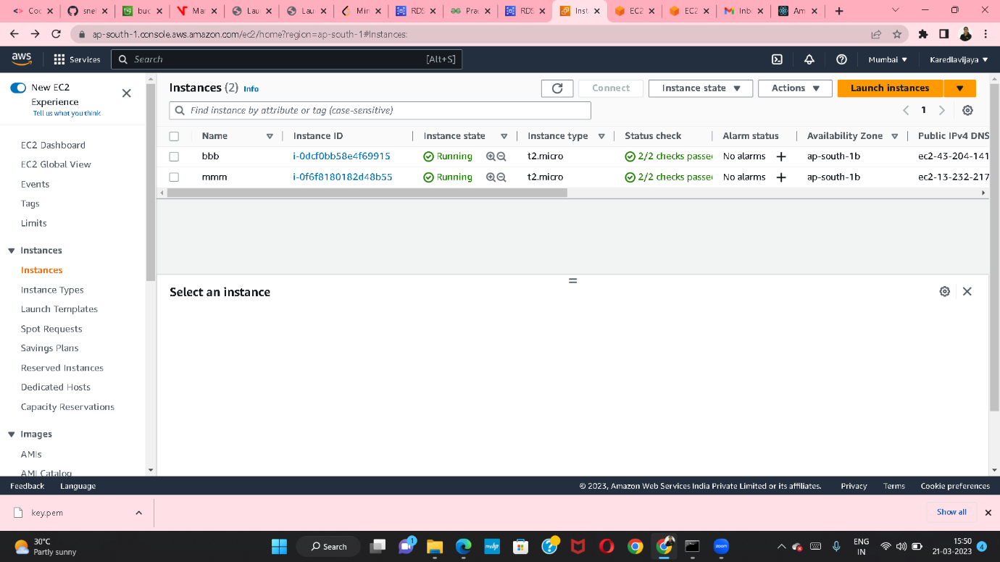 Coc
snel
buc
Mar
Lau
Lau
Min
RDS
Prac
RDS
Inst
EC2
EC2
Inb
Am
ap-south-1.console.aws.amazon.com/ec2/home?region=ap-south-1#Instances:
aws
Services
Search
[Alt+S]
Mumbai
Karedlavijaya
New EC2
Experience
Tell us what you think
EC2 Dashboard
EC2 Global View
Events
Tags
Limits
Instances
Instances
Instance Types
Launch Templates
Spot Requests
Savings Plans
Reserved Instances
Dedicated Hosts
Capacity Reservations
Images
AMIs
AMI Catalog
Instances (2) Info
Connect
Instance state
Actions
Launch instances
Find instance by attribute or tag (case-sensitive)
1
Name Instance ID Instance state Instance type Status check Alarm status Availability Zone Public IPv4 DNS
bbb i-0dcf0bb58e4f69915 Running t2.micro 2/2 checks passe No alarms + ap-south-1b ec2-43-204-141
mmm i-0f6f8180182d48b55 Running t2.micro 2/2 checks passe No alarms + ap-south-1b ec2-13-232-217
Select an instance
Feedback Language
© 2023, Amazon Web Services India Private Limited or its affiliates. Privacy Terms Cookie preferences
key.pem
Show all
30°C
Partly sunny
Search
1
myhp
2
zoom
ENG
IN
15:50
21-03-2023
4